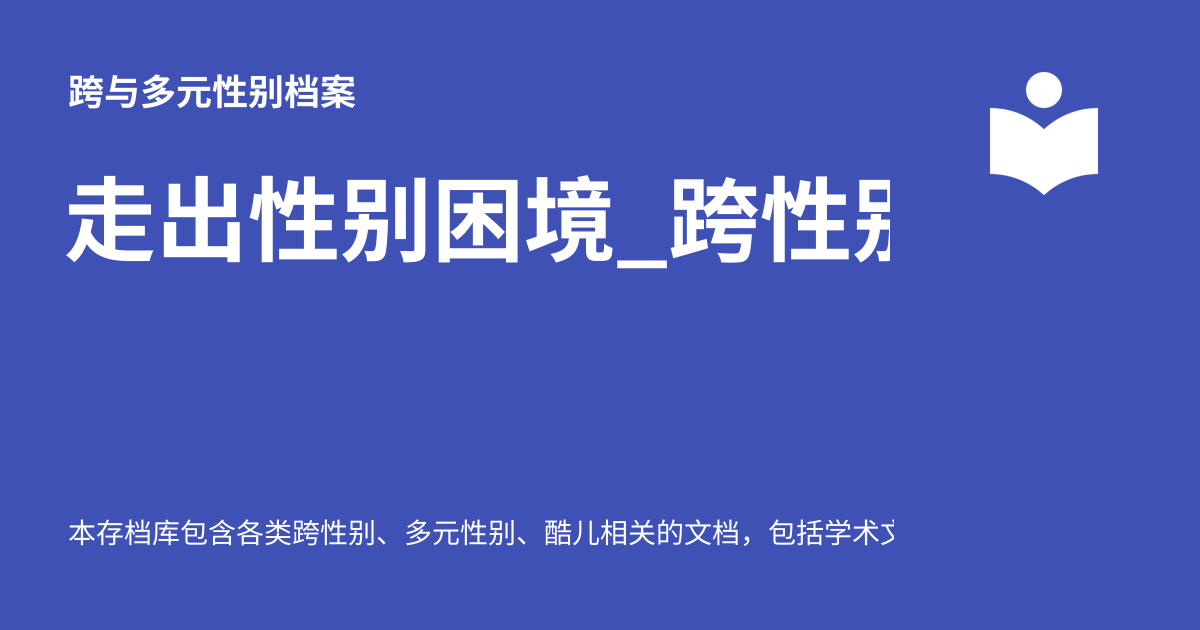 跨与多元性别档案
走出性别困境_跨性
本存档库包含各类跨性别、多元性别、酷儿相关的文档，包括学术